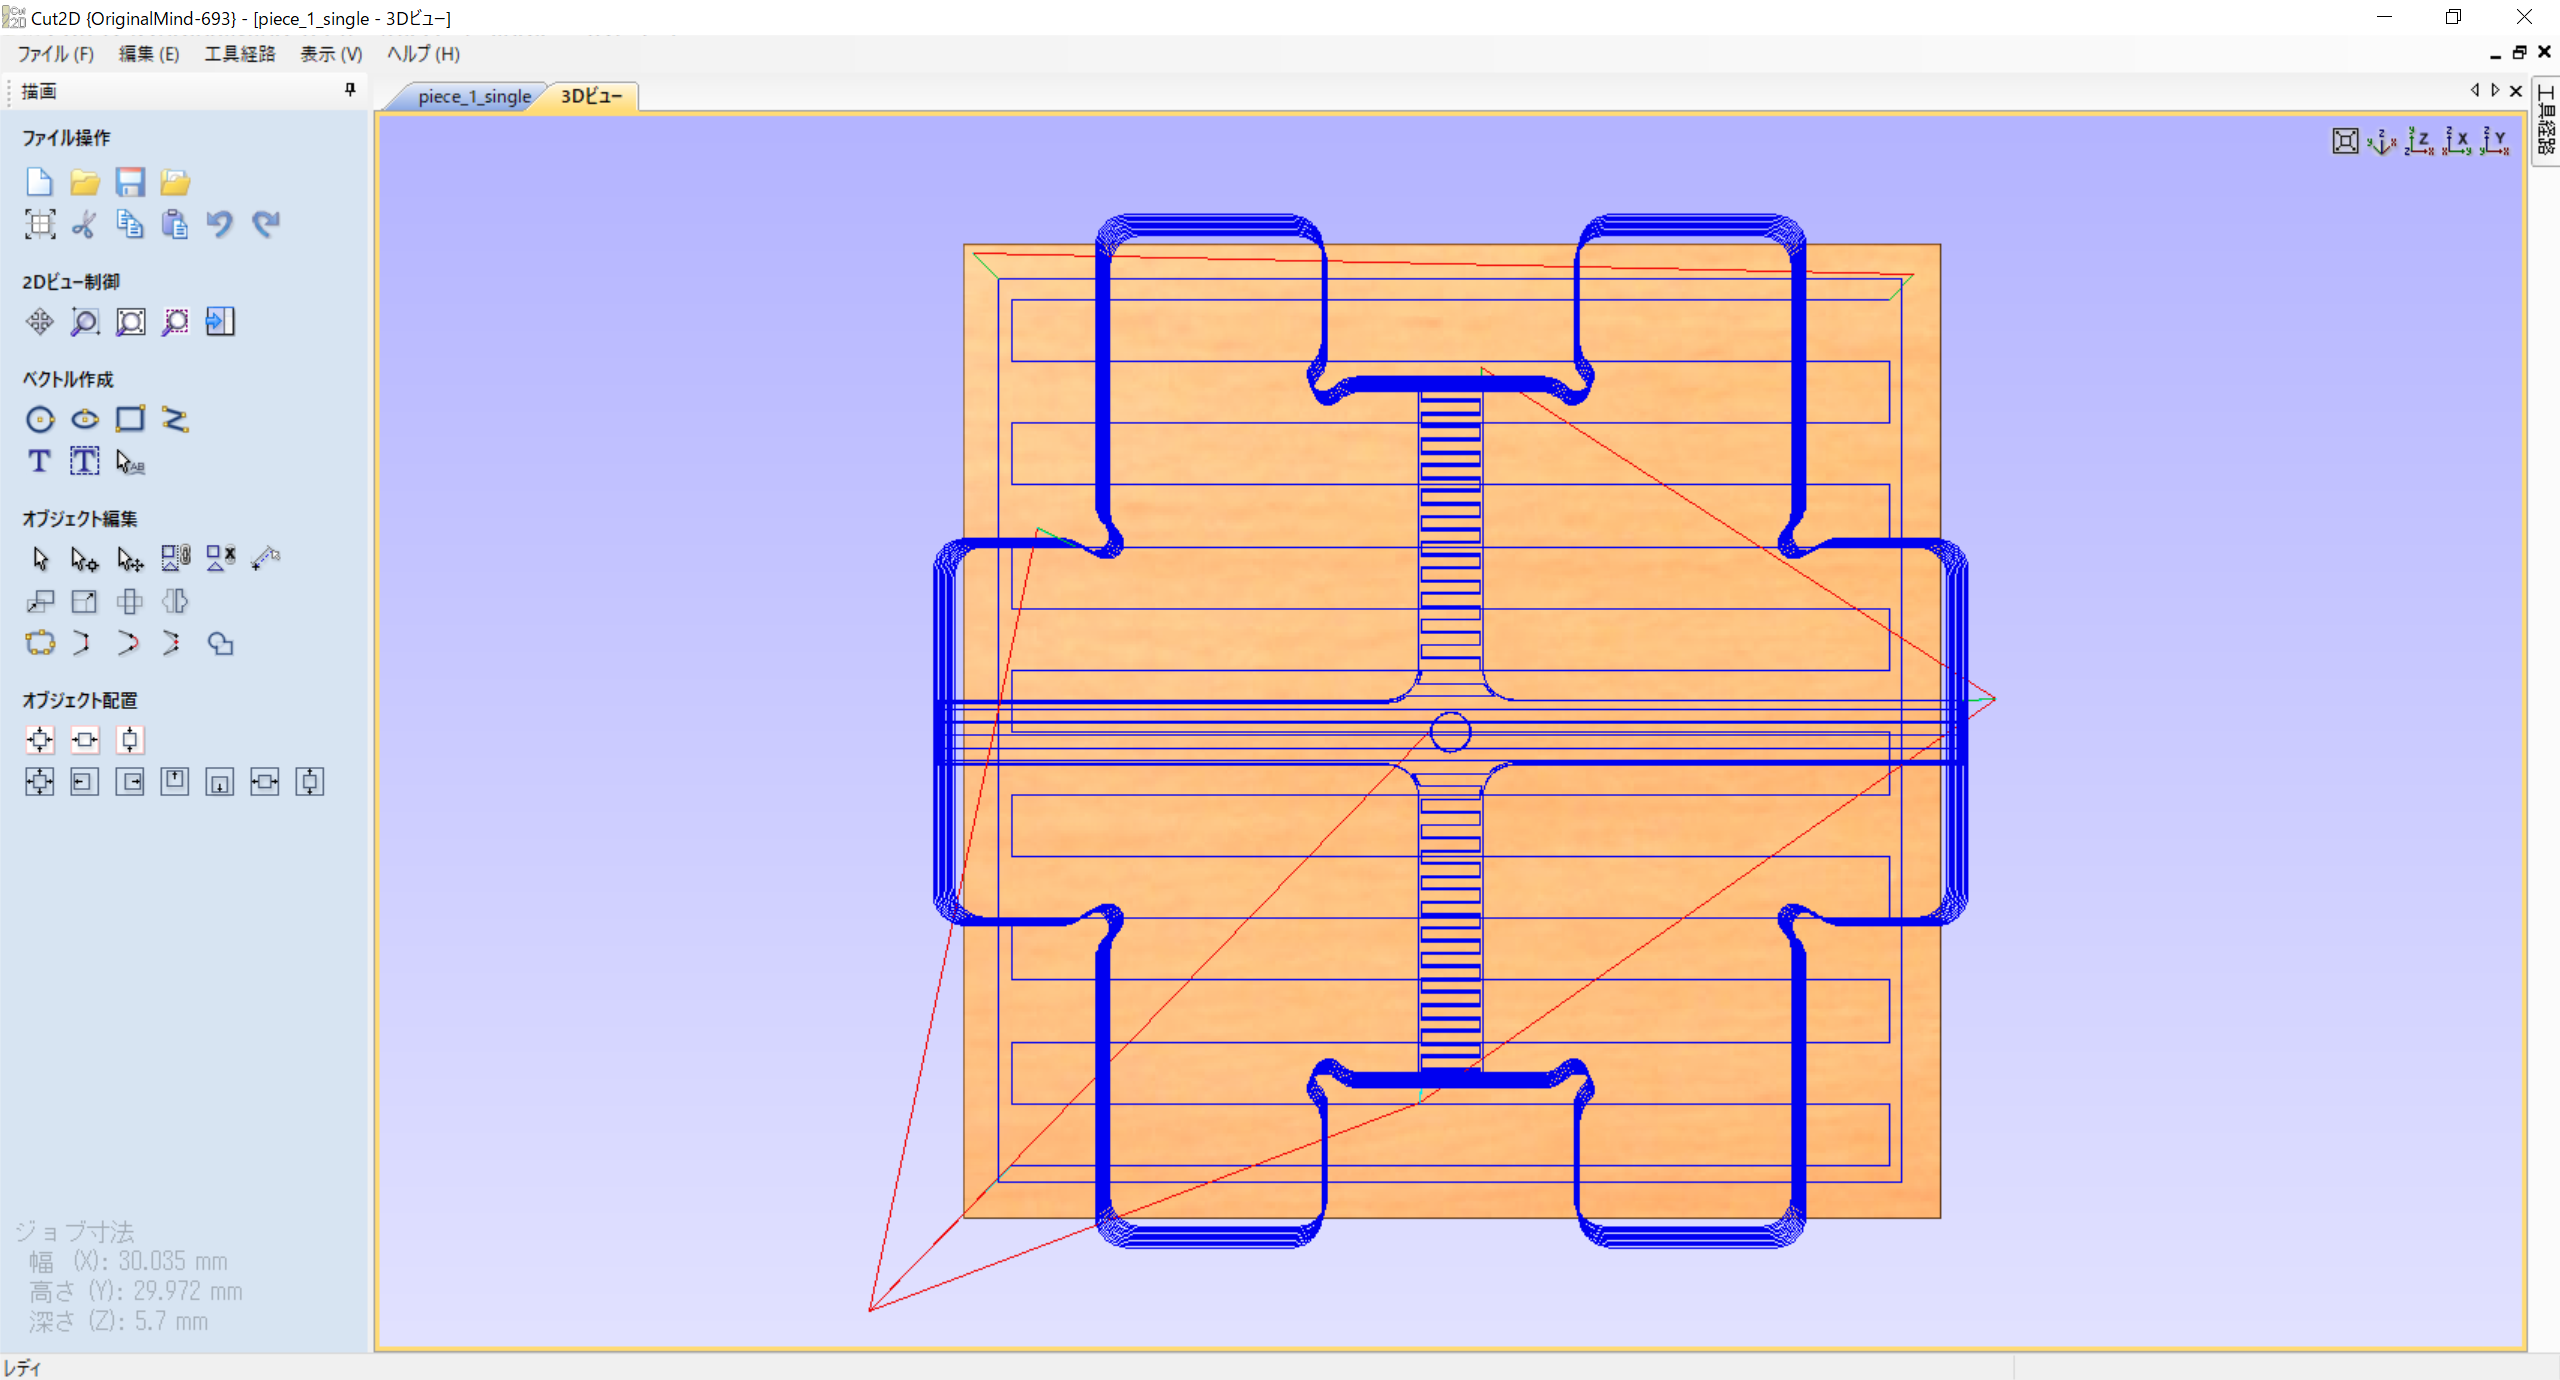 Cut2D {OriginalMind-693} - [piece_1_single - 3Dビュー]
ファイル (F) 編集 (E) 工具経路 表示 (V) ヘルプ (H)
描画
piece_1_single 3Dビュー
工具経路
ファイル操作
2Dビュー制御
ベクトル作成
T T AB
オブジェクト編集
オブジェクト配置
ジョブ寸法
幅 (X): 30.035 mm
高さ (Y): 29.972 mm
深さ (Z): 5.7 mm
レディ